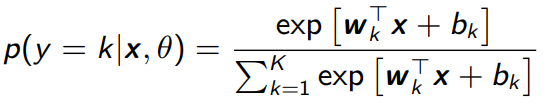 p(y = k|x, θ) = exp [w_k^⊤ x + b_k] / ∑_{k=1}^K exp [w_k^⊤ x + b_k]